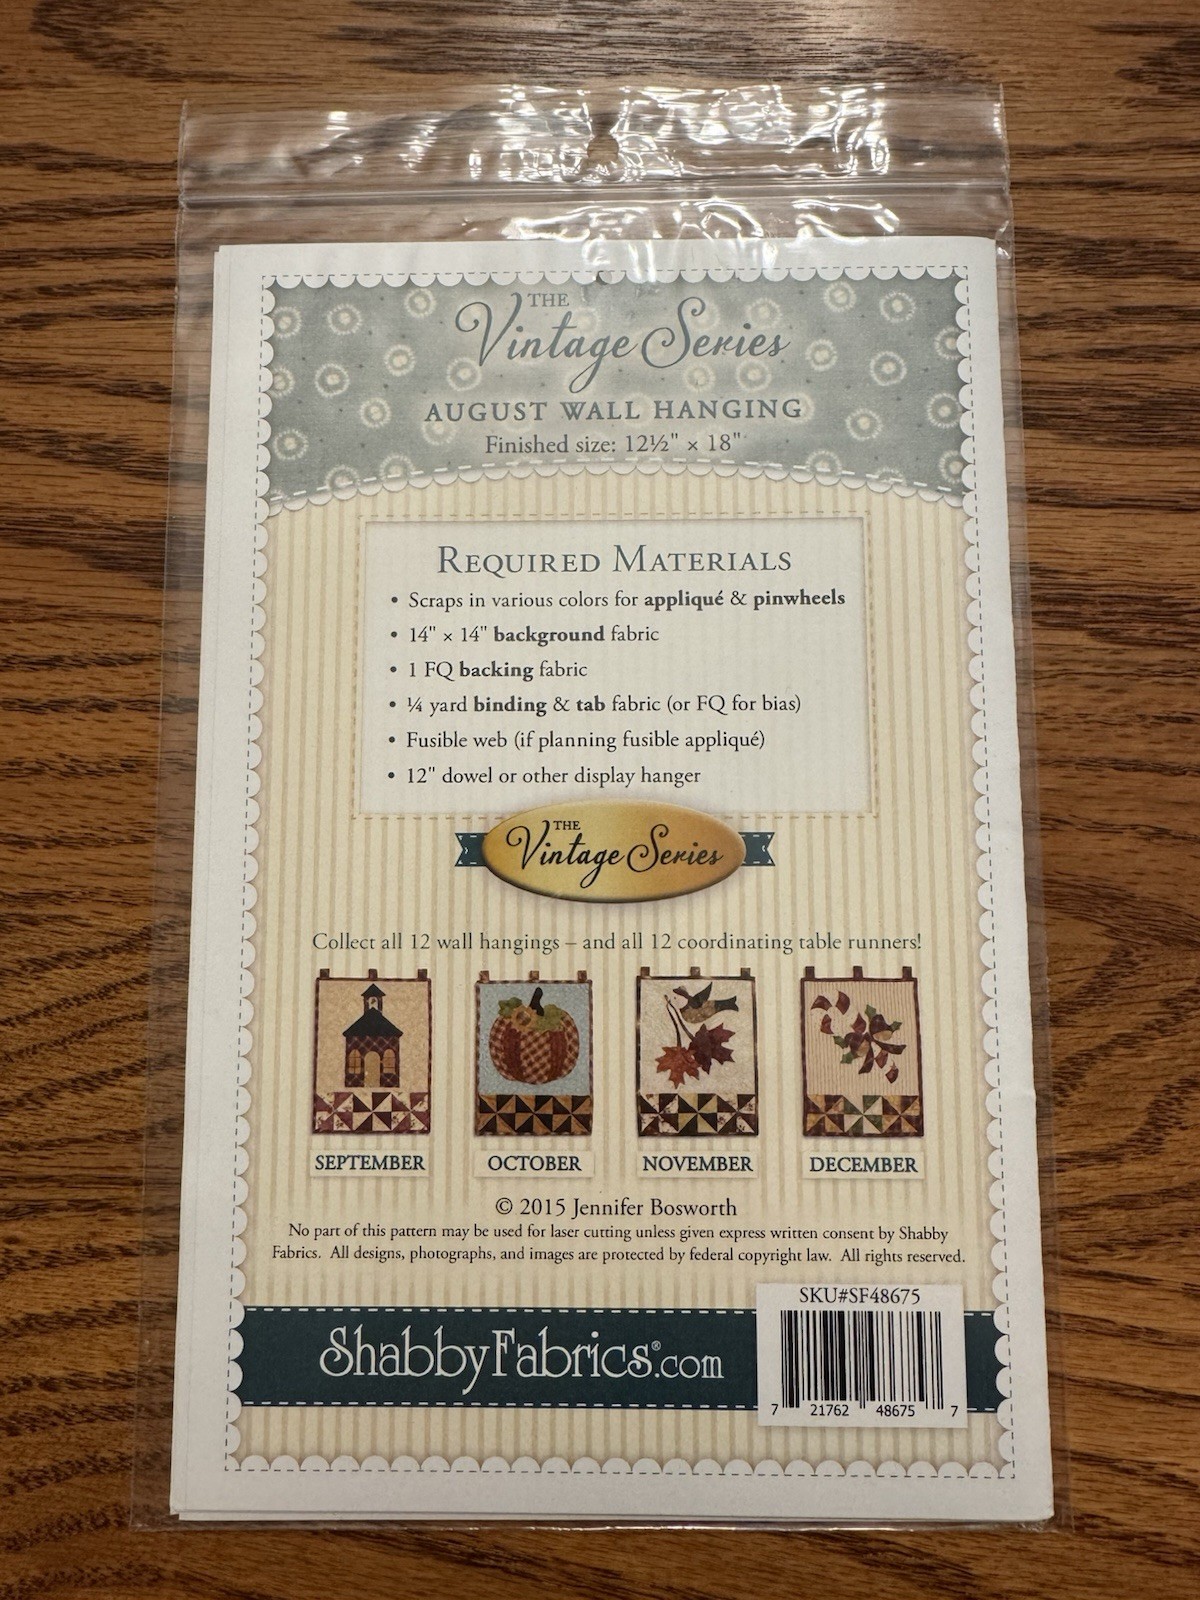 THE
Vintage Series
AUGUST WALL HANGING
Finished size: 12½" × 18"
REQUIRED MATERIALS
• Scraps in various colors for appliqué & pinwheels
• 14" × 14" background fabric
• 1 FQ backing fabric
• ¼ yard binding & tab fabric (or FQ for bias)
• Fusible web (if planning fusible appliqué)
• 12" dowel or other display hanger
THE
Vintage Series
Collect all 12 wall hangings – and all 12 coordinating table runners!
SEPTEMBER OCTOBER NOVEMBER DECEMBER
© 2015 Jennifer Bosworth
No part of this pattern may be used for laser cutting unless given express written consent by Shabby
Fabrics. All designs, photographs, and images are protected by federal copyright law. All rights reserved.
SKU#SF48675
ShabbyFabrics®.com
7 21762 48675 7